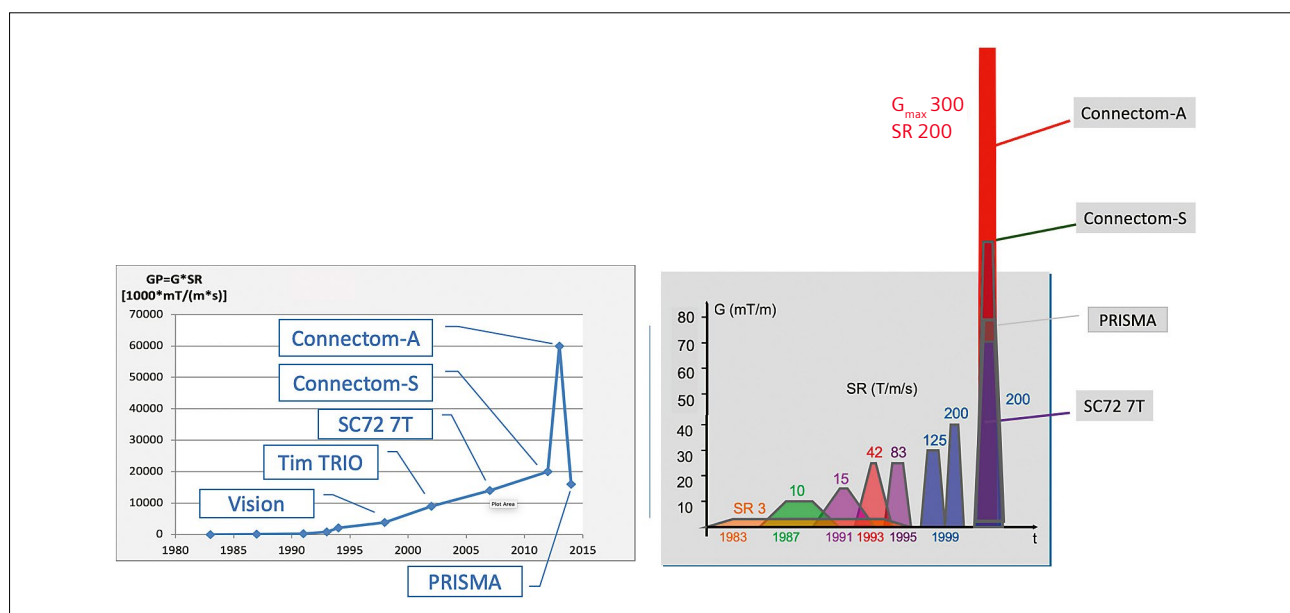 GP=G*SR
[1000*mT/(m*s)]
70000
60000
50000
40000
30000
20000
10000
0
1980
1985
1990
1995
2000
2005
2010
2015
Connectom-A
Connectom-S
SC72 7T
Tim TRIO
Vision
Plot Area
PRISMA
Gmax 300
SR 200
Connectom-A
Connectom-S
PRISMA
SC72 7T
G (mT/m)
80
70
60
50
40
30
20
10
SR (T/m/s)
SR 3
10
15
42
83
125
200
200
1983
1987
1991
1993
1995
1999
t